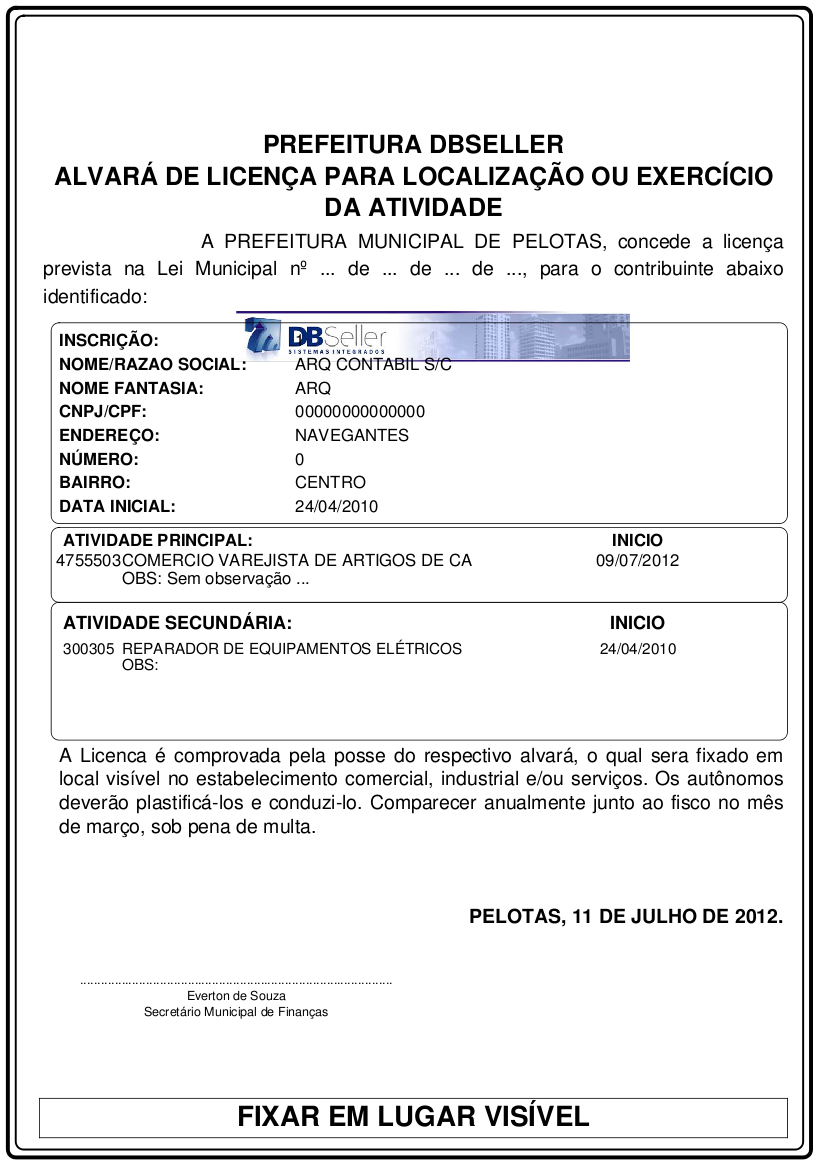 PREFEITURA DBSELLER
ALVARÁ DE LICENÇA PARA LOCALIZAÇÃO OU EXERCÍCIO
DA ATIVIDADE
A PREFEITURA MUNICIPAL DE PELOTAS, concede a licença
prevista na Lei Municipal nº ... de ... de ... de ..., para o contribuinte abaixo
identificado:
DBSeller
SISTEMAS INTEGRADOS
INSCRIÇÃO:
NOME/RAZAO SOCIAL: ARQ CONTABIL S/C
NOME FANTASIA: ARQ
CNPJ/CPF: 00000000000000
ENDEREÇO: NAVEGANTES
NÚMERO: 0
BAIRRO: CENTRO
DATA INICIAL: 24/04/2010
ATIVIDADE PRINCIPAL: INICIO
4755503COMERCIO VAREJISTA DE ARTIGOS DE CA 09/07/2012
OBS: Sem observação ...
ATIVIDADE SECUNDÁRIA: INICIO
300305 REPARADOR DE EQUIPAMENTOS ELÉTRICOS 24/04/2010
OBS:
A Licenca é comprovada pela posse do respectivo alvará, o qual sera fixado em
local visível no estabelecimento comercial, industrial e/ou serviços. Os autônomos
deverão plastificá-los e conduzi-lo. Comparecer anualmente junto ao fisco no mês
de março, sob pena de multa.
PELOTAS, 11 DE JULHO DE 2012.
Everton de Souza
Secretário Municipal de Finanças
FIXAR EM LUGAR VISÍVEL